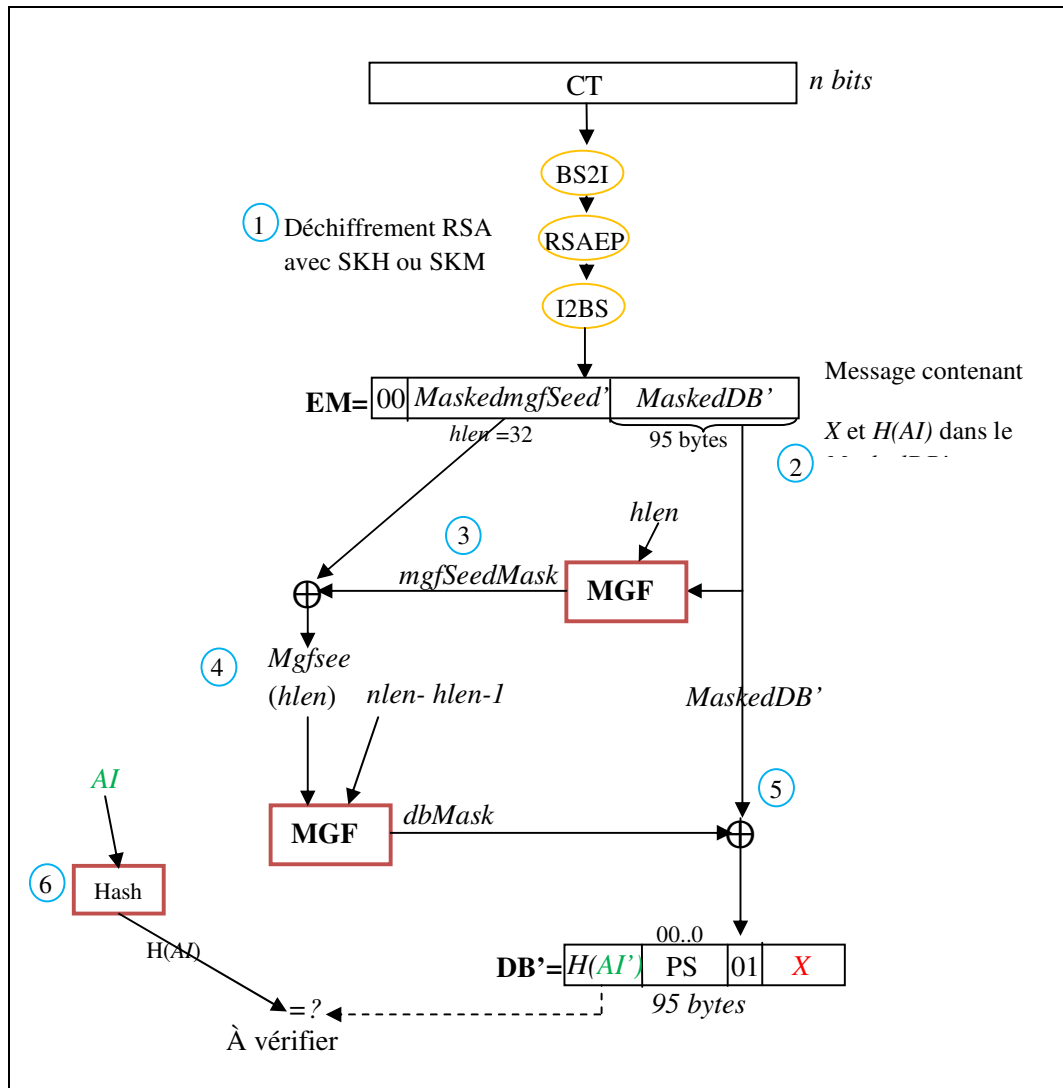 CT
n bits
BS2I
1 Déchiffrement RSA
avec SKH ou SKM
RSAEP
I2BS
EM= 00 MaskedmgfSeed' MaskedDB'
hlen =32
95 bytes
Message contenant
X et H(AI) dans le
2
hlen
3
mgfSeedMask
MGF
4
Mgfsee
(hlen)
nlen- hlen-1
MaskedDB'
5
AI
MGF
dbMask
6
Hash
H(AI)
00..0
DB'= H(AI') PS 01 X
95 bytes
=?
À vérifier